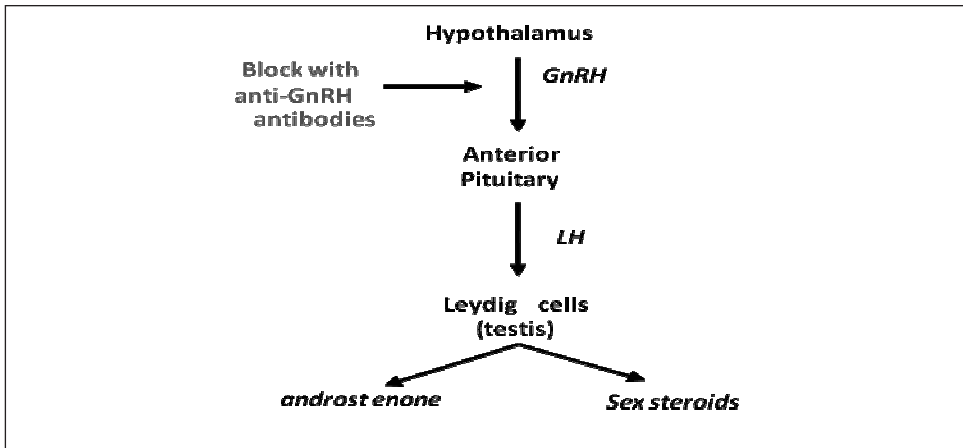 Hypothalamus
GnRH
Block with
anti-GnRH
antibodies
Anterior
Pituitary
LH
Leydig cells
(testis)
androst enone
Sex steroids